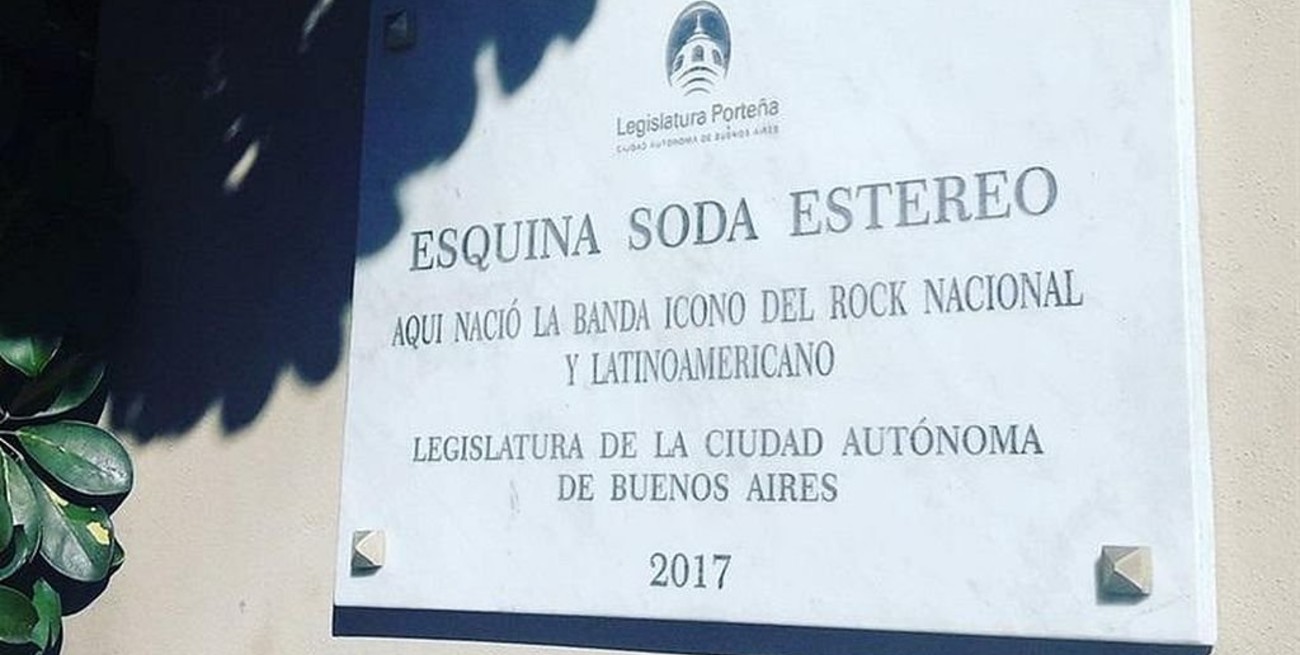 Legislatura Porteña
CIUDAD AUTONOMA DE BUENOS AIRES
ESQUINA SODA ESTEREO
AQUI NACIÓ LA BANDA ICONO DEL ROCK NACIONAL
Y LATINOAMERICANO
LEGISLATURA DE LA CIUDAD AUTÓNOMA
DE BUENOS AIRES
2017